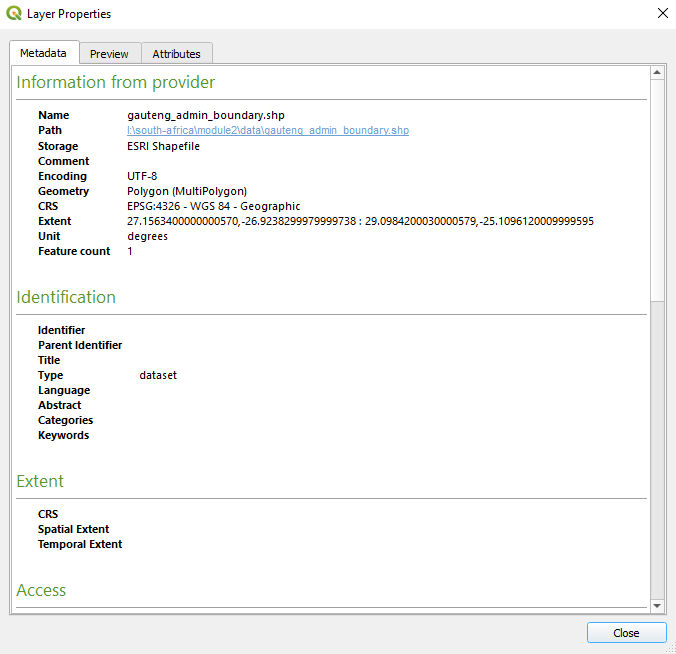 Layer Properties
Metadata Preview Attributes
Information from provider
Name gauteng_admin_boundary.shp
Path I:\south-africa\module2\data\gauteng_admin_boundary.shp
Storage ESRI Shapefile
Comment
Encoding UTF-8
Geometry Polygon (MultiPolygon)
CRS EPSG:4326 - WGS 84 - Geographic
Extent 27.1563400000000570,-26.9238299979999738 : 29.0984200030000579,-25.1096120009999595
Unit degrees
Feature count 1
Identification
Identifier
Parent Identifier
Title
Type dataset
Language
Abstract
Categories
Keywords
Extent
CRS
Spatial Extent
Temporal Extent
Access
Close